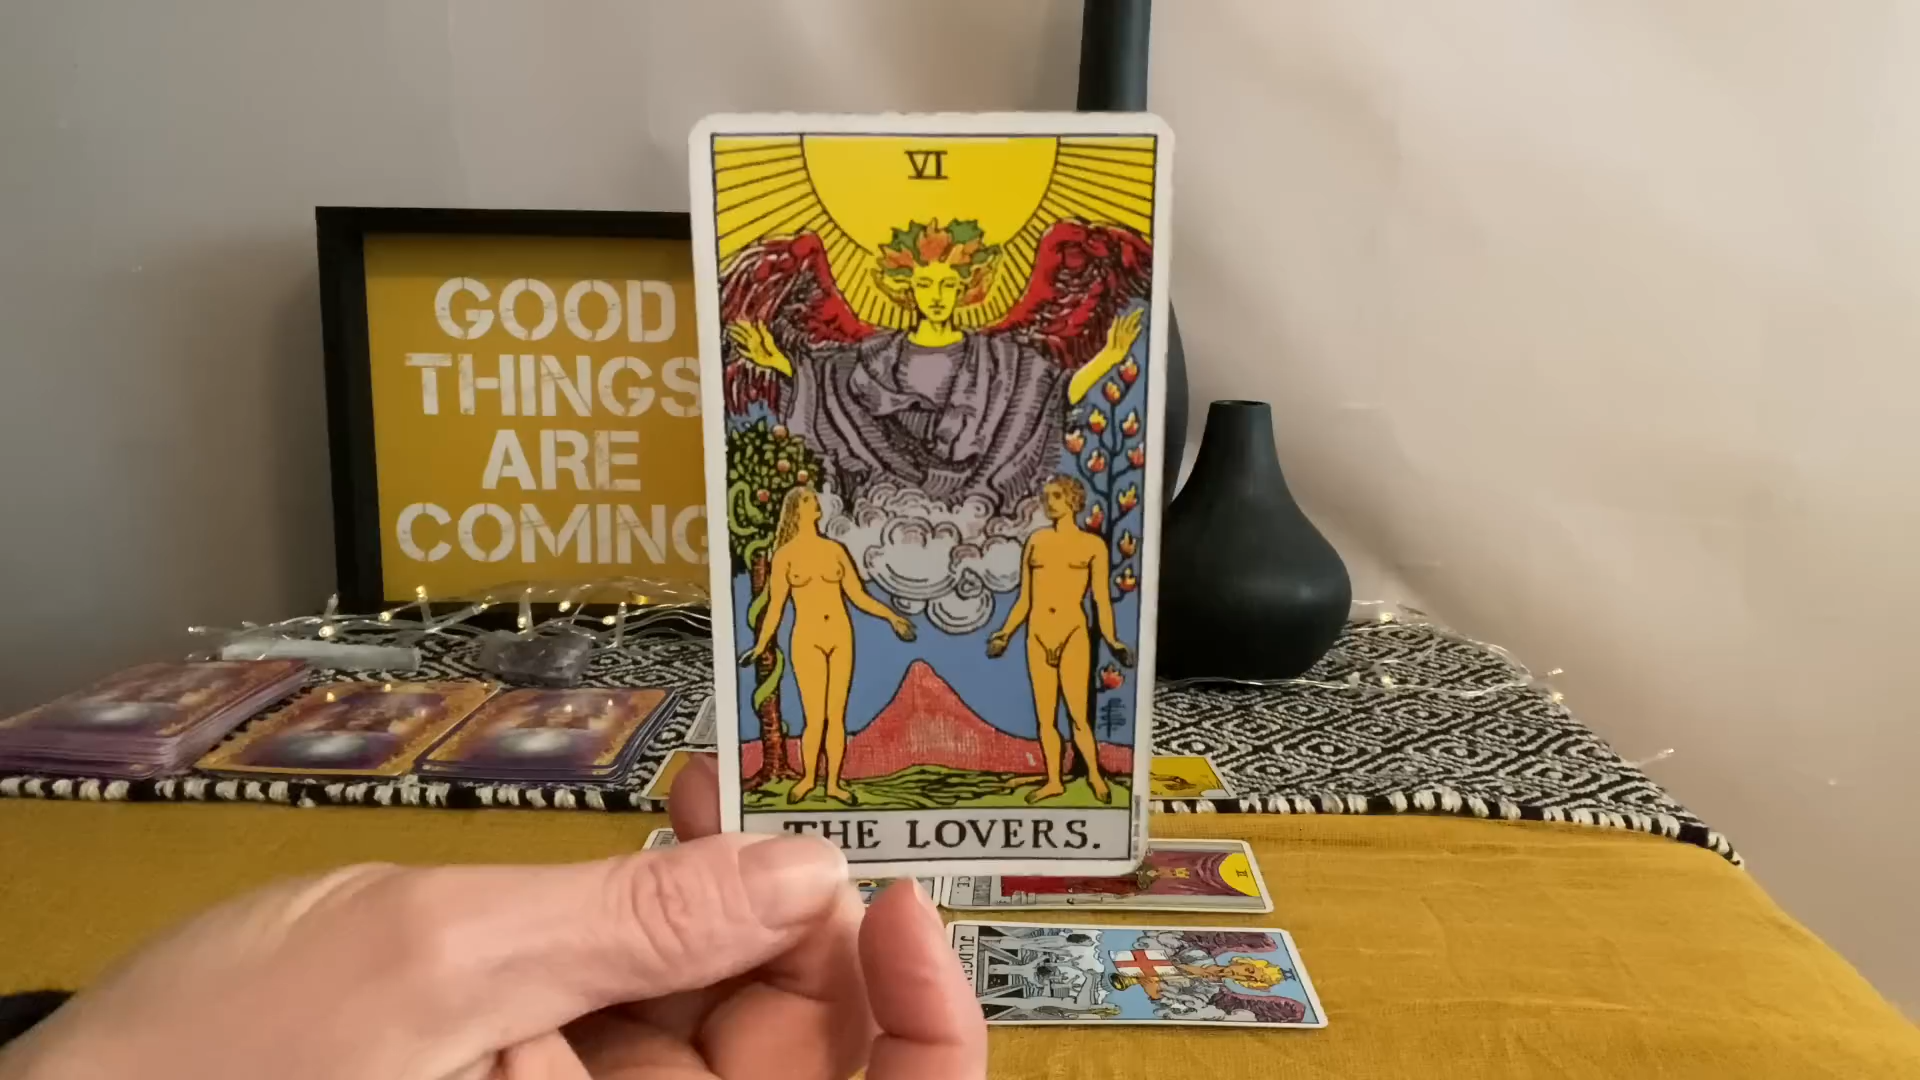 VI
GOOD
THINGS
ARE
COMING
THE LOVERS.